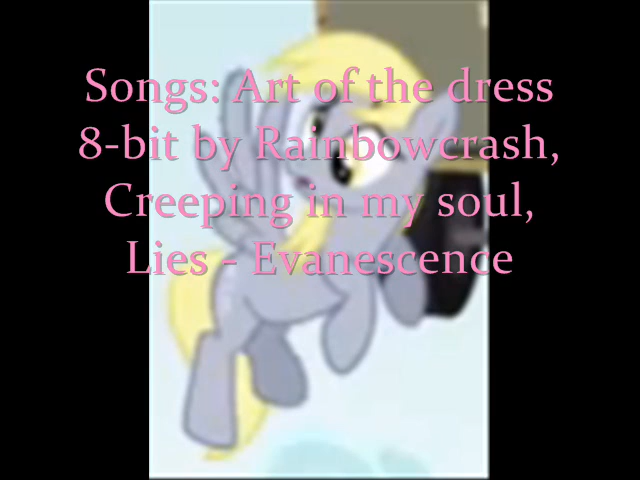 Songs: Art of the dress
8-bit by Rainbowcrash,
Creeping in my soul,
Lies - Evanescence